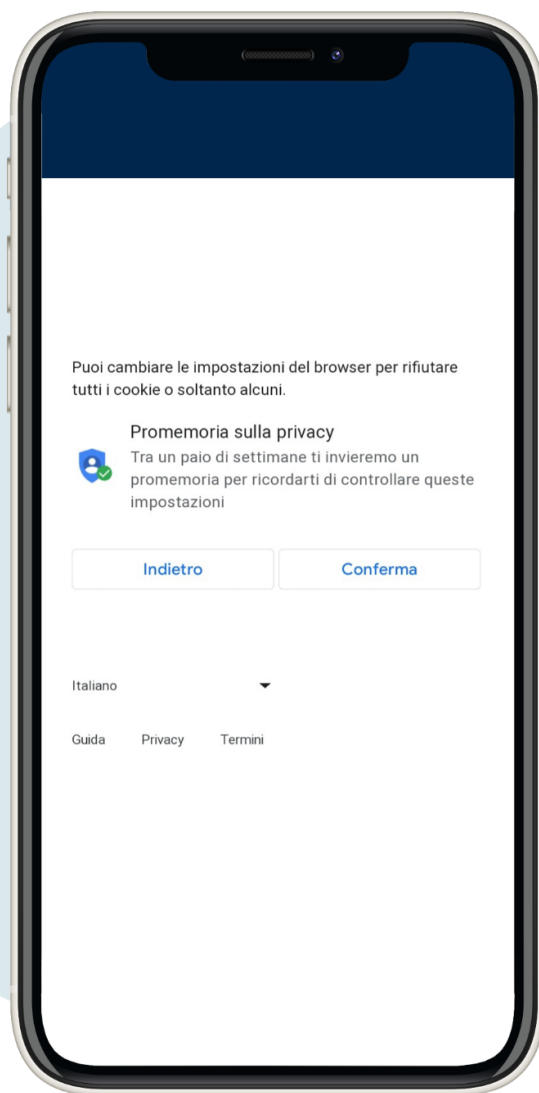 Puoi cambiare le impostazioni del browser per rifiutare
tutti i cookie o soltanto alcuni.
Promemoria sulla privacy
Tra un paio di settimane ti invieremo un
promemoria per ricordarti di controllare queste
impostazioni
Indietro
Conferma
Italiano
Guida Privacy Termini